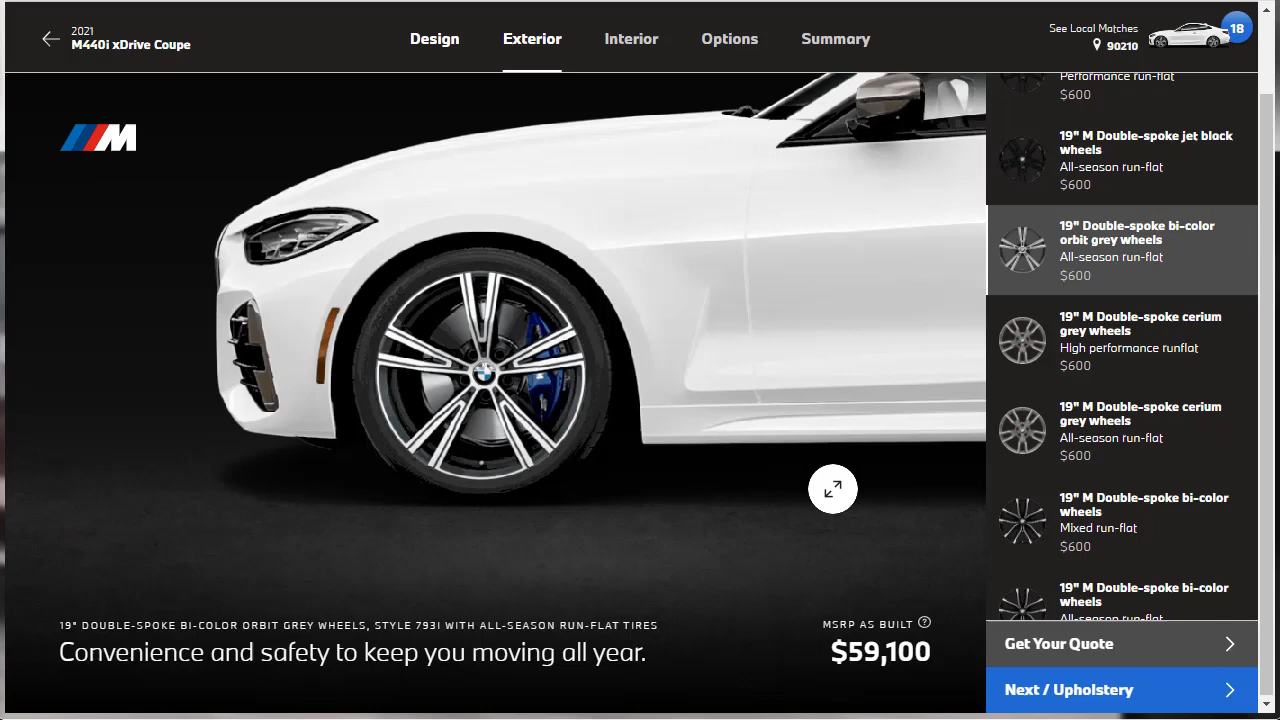 2021
M440i xDrive Coupe
Design
Exterior
Interior
Options
Summary
See Local Matches
90210
18
M
19" DOUBLE-SPOKE BI-COLOR ORBIT GREY WHEELS, STYLE 793I WITH ALL-SEASON RUN-FLAT TIRES
Convenience and safety to keep you moving all year.
MSRP AS BUILT ?
$59,100
Performance run-flat
$600
19" M Double-spoke jet black
wheels
All-season run-flat
$600
19" Double-spoke bi-color
orbit grey wheels
All-season run-flat
$600
19" M Double-spoke cerium
grey wheels
HIgh performance runflat
$600
19" M Double-spoke cerium
grey wheels
All-season run-flat
$600
19" M Double-spoke bi-color
wheels
Mixed run-flat
$600
19" M Double-spoke bi-color
wheels
All-season run-flat
Get Your Quote
Next / Upholstery